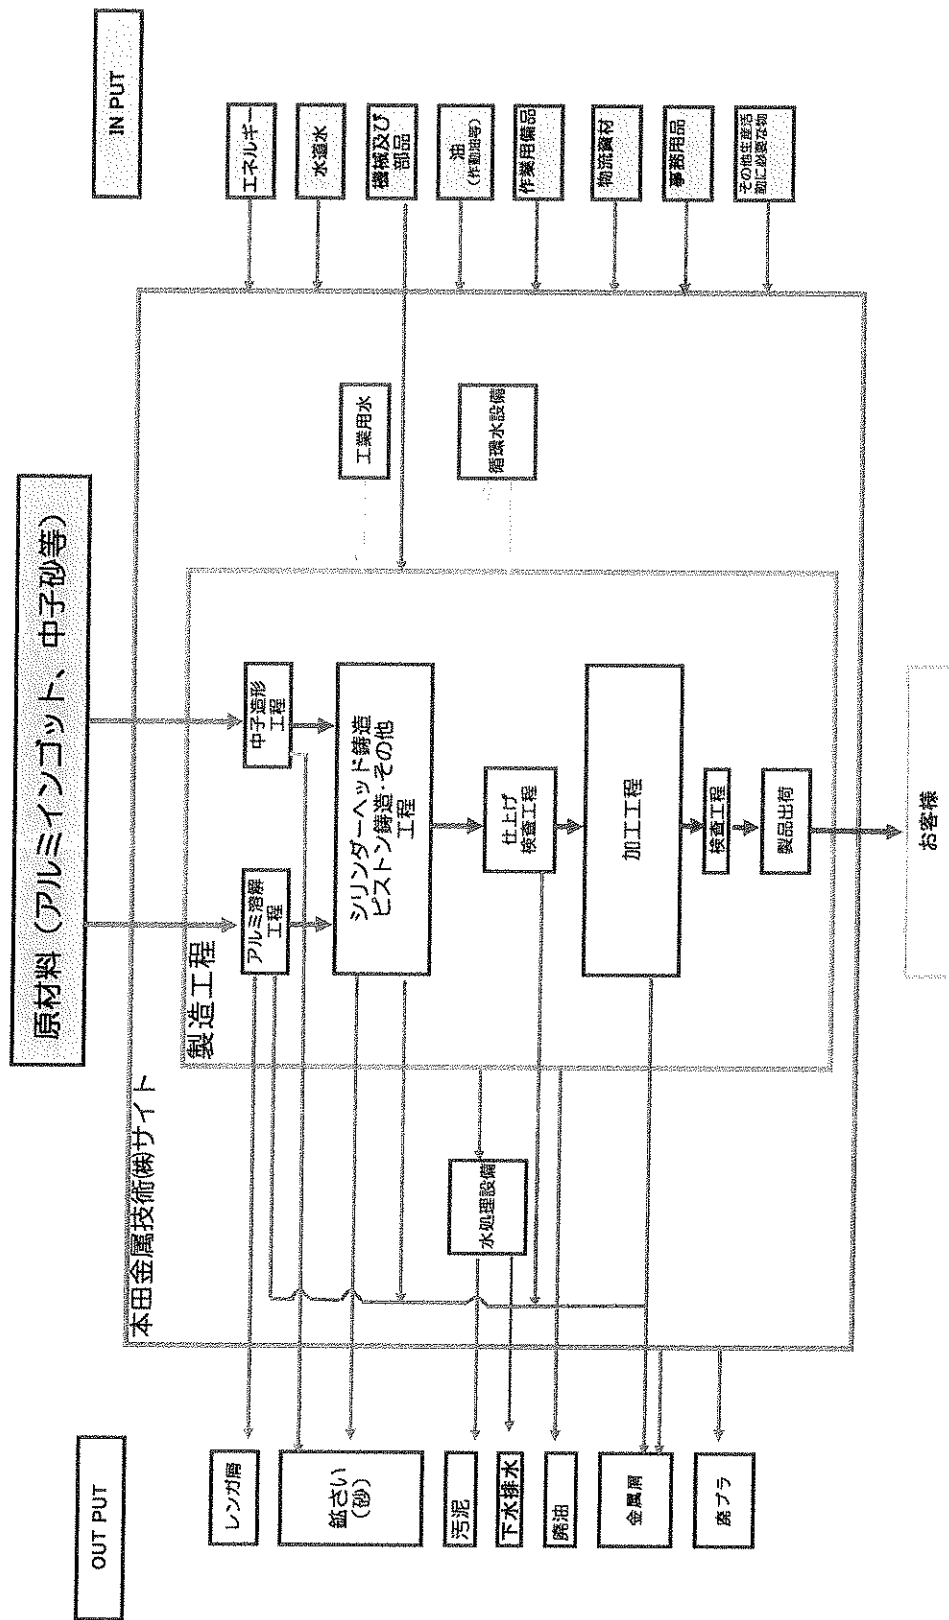 IN PUT
OUT PUT
原材料（アルミインゴット、中子砂等）
本田金属技術㈱サイト
製造工程
エネルギー
水道水
機械及び
部品
油
（作動油等）
作業用備品
物流資材
事務用品
その他生産活
動に必要な物
工業用水
循環水設備
中子造形
工程
アルミ溶解
工程
シリンダーヘッド鋳造
ピストン鋳造・その他
工程
仕上げ
検査工程
加工工程
検査工程
製品出荷
お客様
水処理設備
レンガ屑
鉱さい
（砂）
汚泥
下水排水
廃油
金属屑
廃プラ